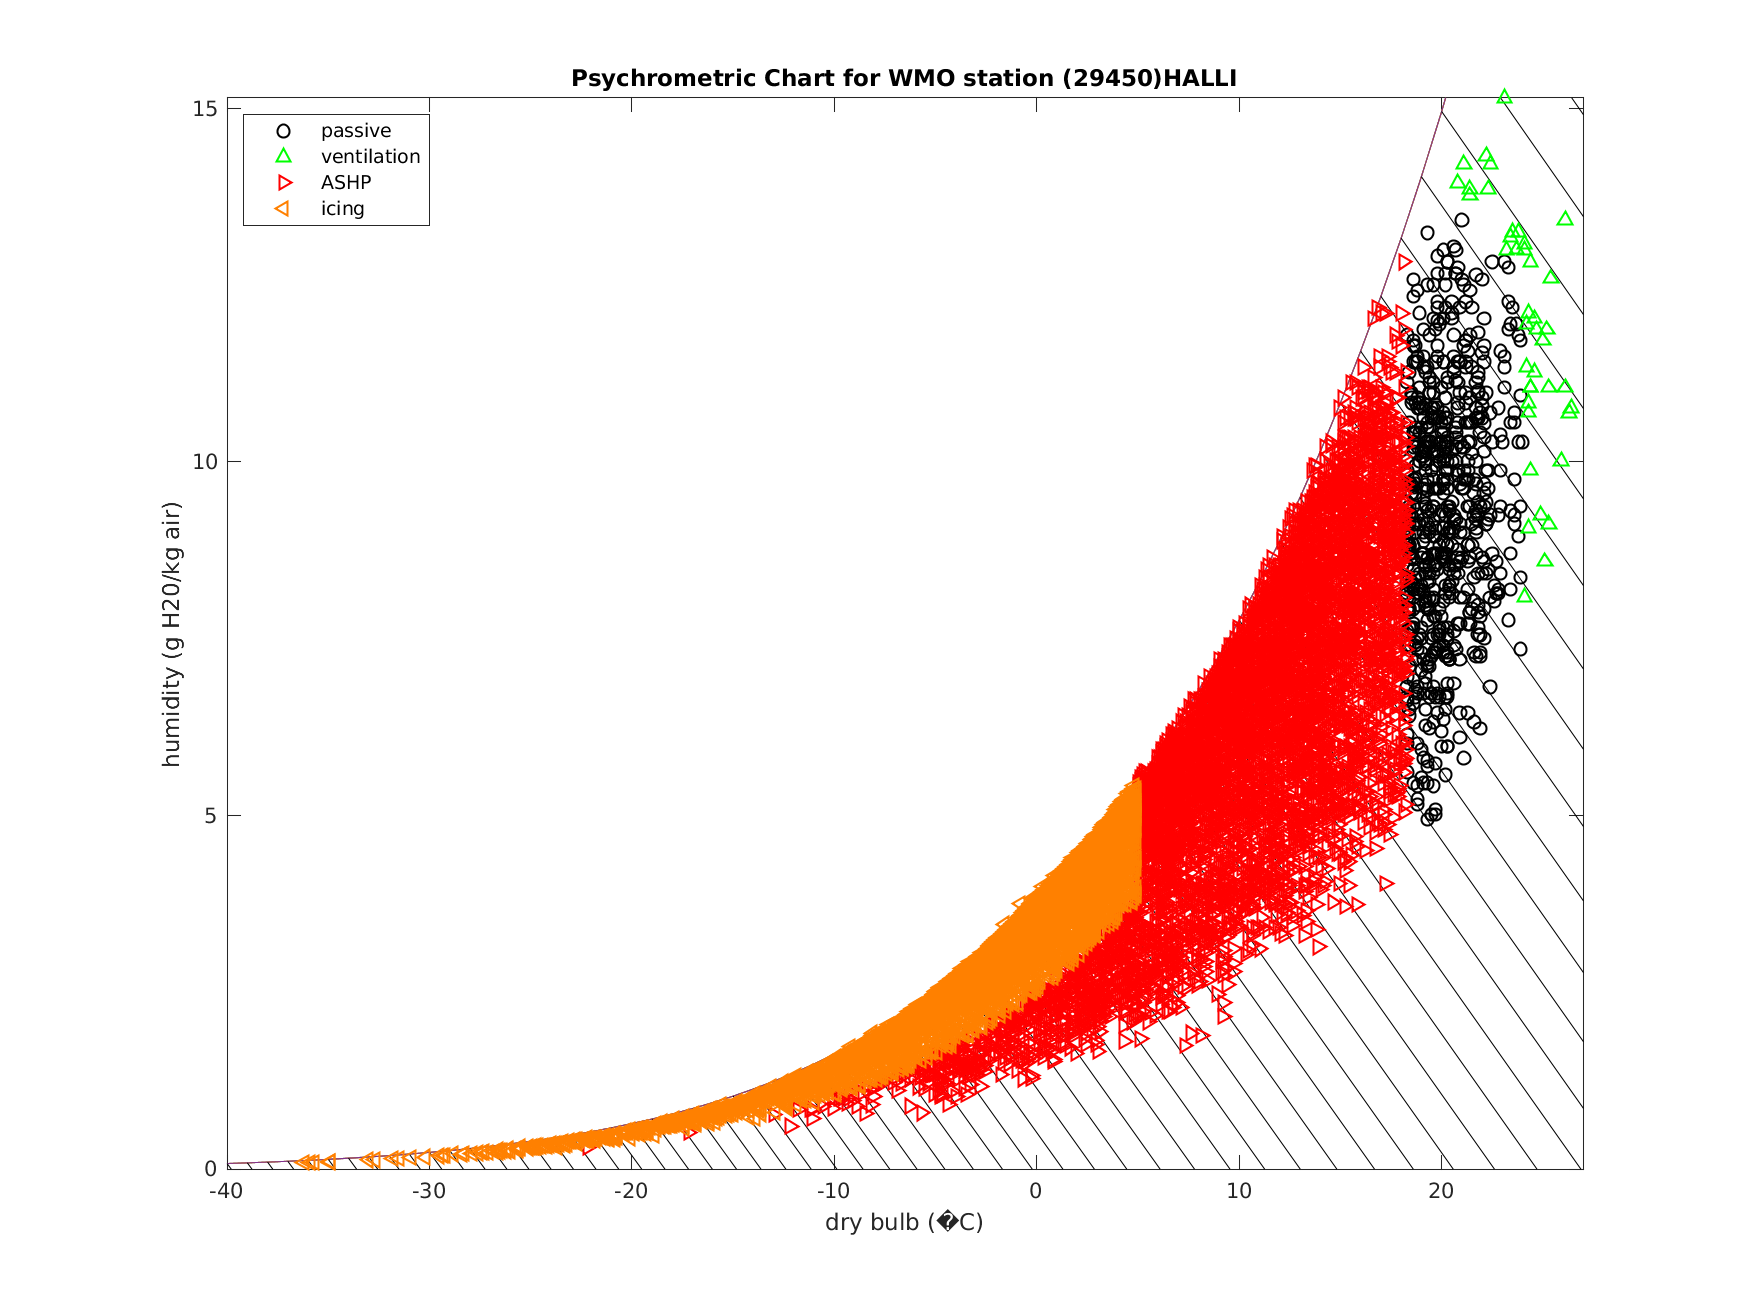 Psychrometric Chart for WMO station (29450)HALLI
15
passive
ventilation
ASHP
icing
10
humidity (g H20/kg air)
5
0
-40 -30 -20 -10 0 10 20
dry bulb (�C)